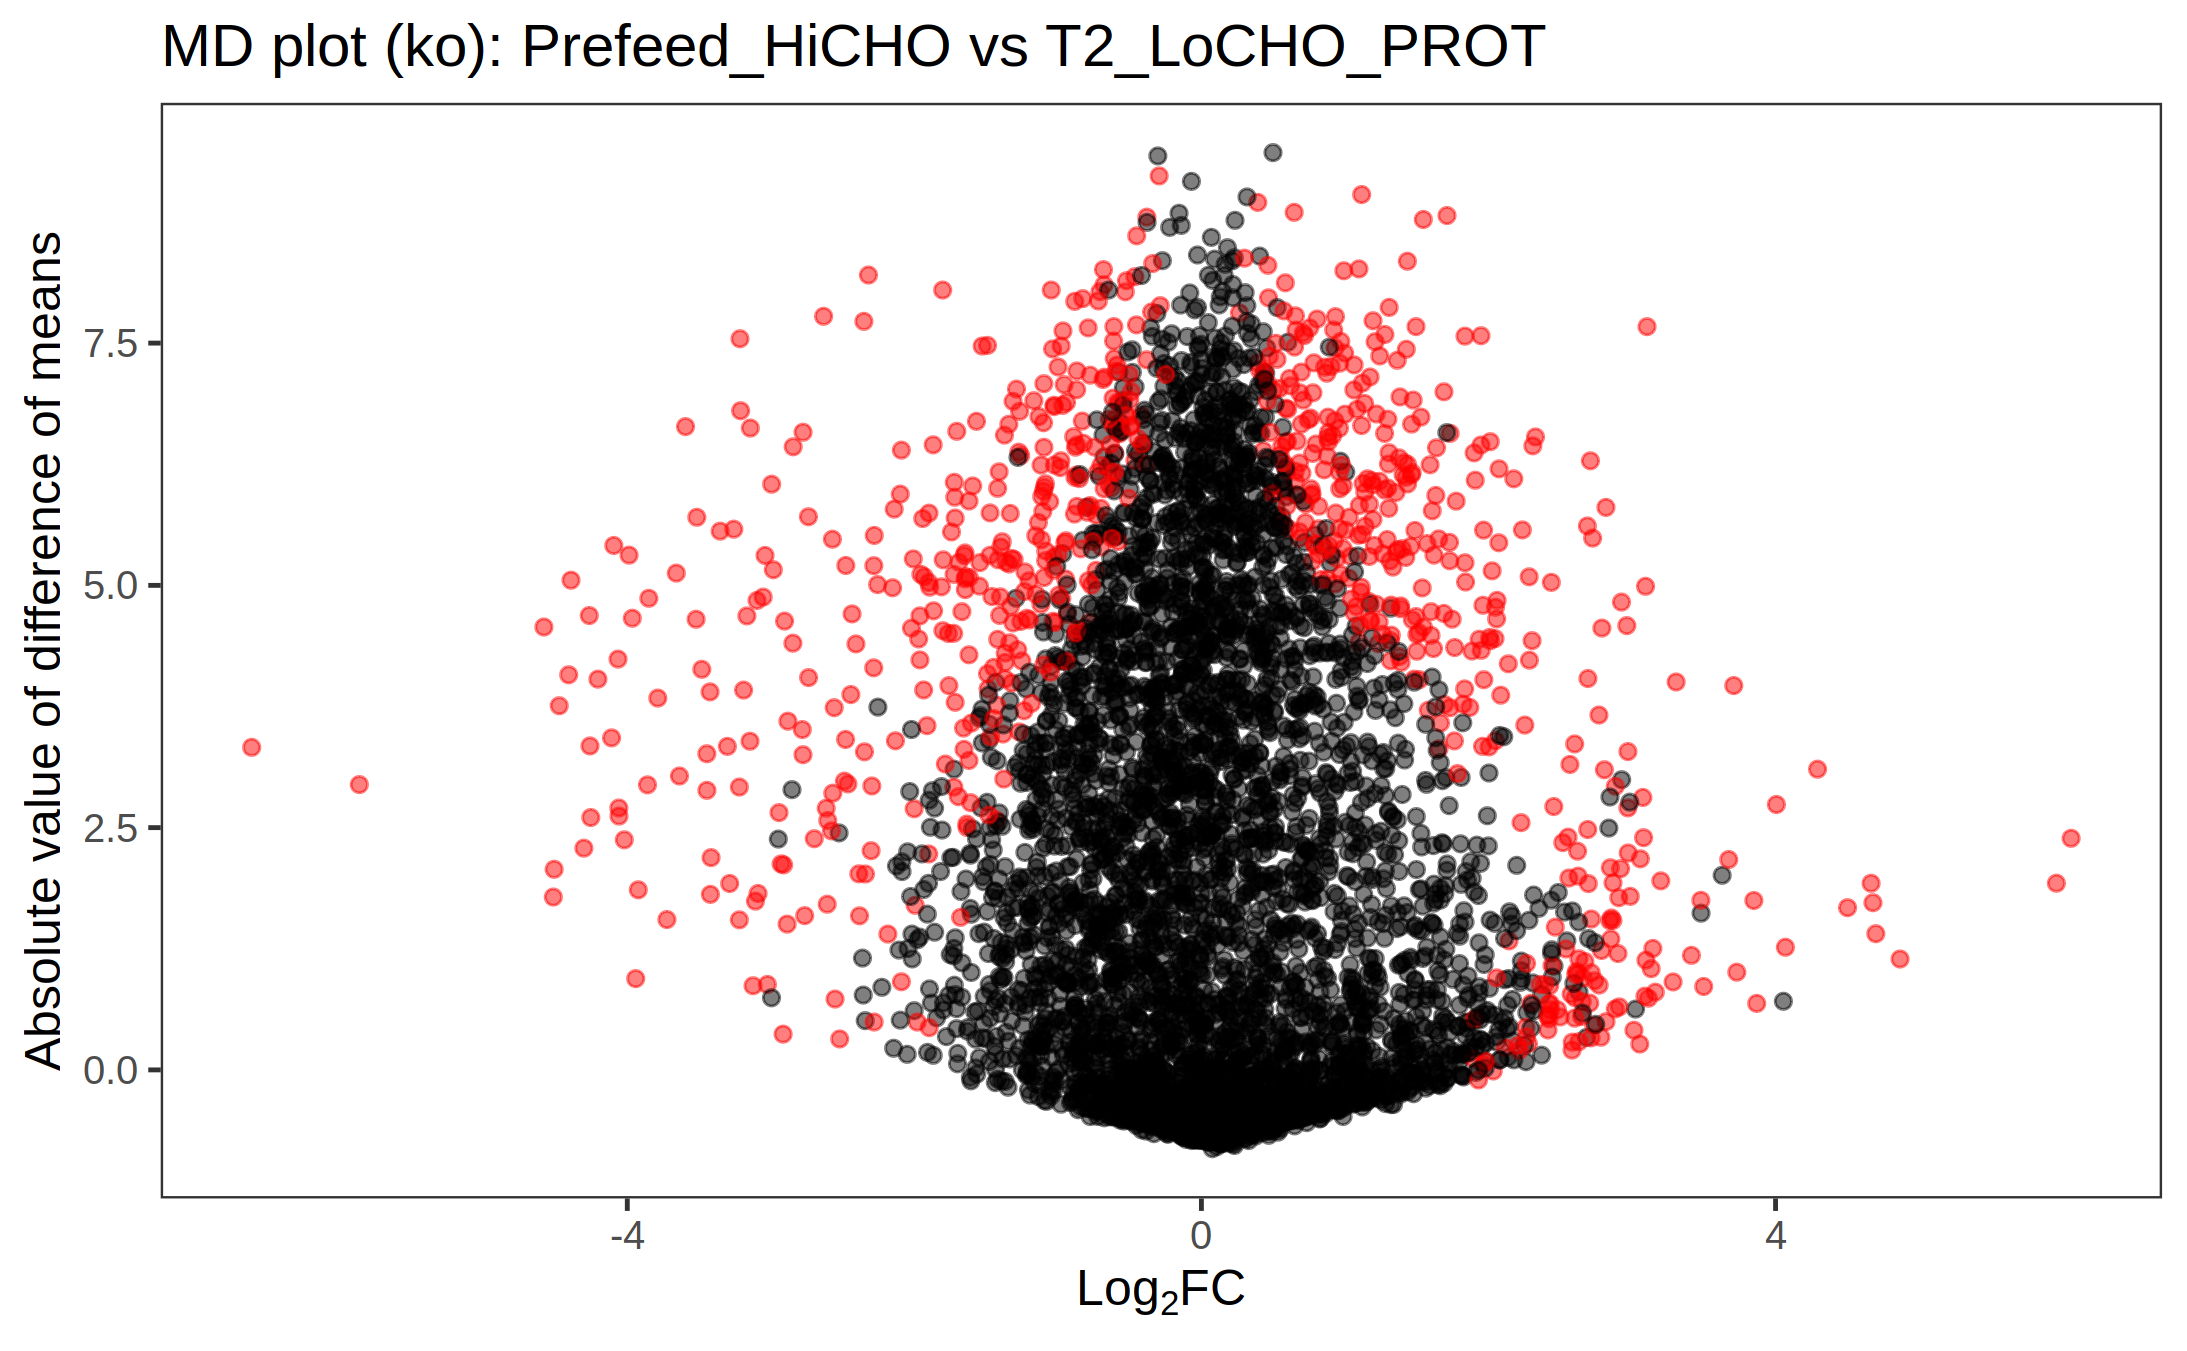 MD plot (ko): Prefeed_HiCHO vs T2_LoCHO_PROT
Absolute value of difference of means
7.5
5.0
2.5
0.0
-4 0 4
Log₂FC